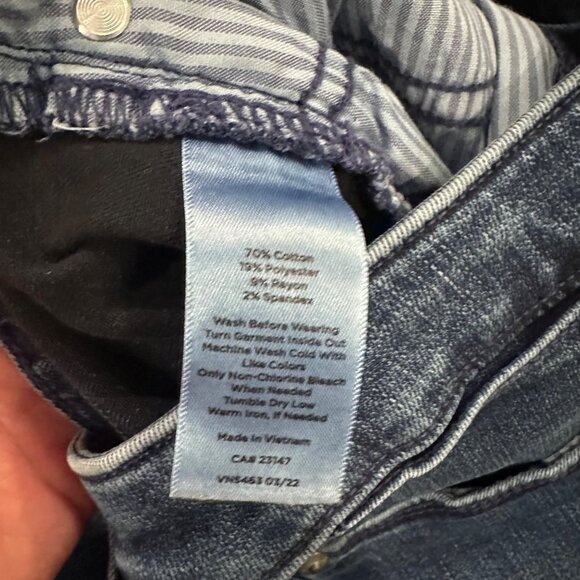 70% Cotton
19% Polyester
9% Rayon
2% Spandex
Wash Before Wearing
Turn Garment Inside Out
Machine Wash Cold With
Like Colors
Only Non-Chlorine Bleach
When Needed
Tumble Dry Low
Warm Iron, If Needed
Made in Vietnam
CA# 23147
VN5463 03/22